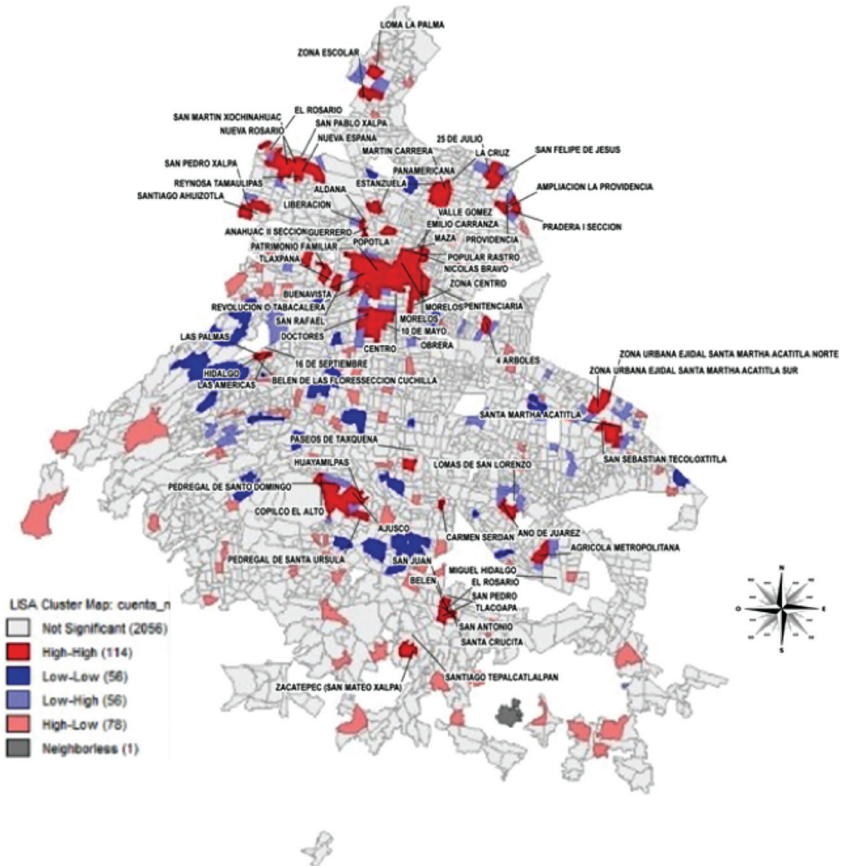 LOMA LA PALMA
ZONA ESCOLAR
EL ROSARIO
SAN MARTIN XOCHINAHUAC
SAN PABLO XALPA
NUEVA ROSARIO
NUEVA ESPANA
25 DE JULIO
MARTIN CARRERA
LA CRUZ
SAN FELIPE DE JESUS
SAN PEDRO XALPA
PANAMERICANA
REYNOSA TAMAULIPAS
ESTANZUELA
ALDANA
AMPLIACION LA PROVIDENCIA
SANTIAGO AHUIZOTLA
LIBERACION
VALLE GOMEZ
EMILIO CARRANZA
PRADERA I SECCION
ANAHUAC II SECCION
GUERRERO
MAZA
PROVIDENCIA
PATRIMONIO FAMILIAR
POPOTLA
TLAXPANA
POPULAR RASTRO
NICOLAS BRAVO
ZONA CENTRO
BUENAVISTA
REVOLUCION O TABACALERA
MORELOS
PENITENCIARIA
SAN RAFAEL
MORELOS
DOCTORES
10 DE MAYO
LAS PALMAS
CENTRO
OBRERA
4 ARBOLES
16 DE SEPTIEMBRE
ZONA URBANA EJIDAL SANTA MARTHA ACATITLA NORTE
HIDALGO
ZONA URBANA EJIDAL SANTA MARTHA ACATITLA SUR
LAS AMERICAS
BELEN DE LAS FLORES
SECCION CUCHILLA
SANTA MARTHA ACATITLA
PASEOS DE TAXQUENA
SAN SEBASTIAN TECOLOXTITLA
HUAYAMILPAS
LOMAS DE SAN LORENZO
PEDREGAL DE SANTO DOMINGO
COPILCO EL ALTO
AJUSCO
ANO DE JUAREZ
CARMEN SERDAN
AGRICOLA METROPOLITANA
PEDREGAL DE SANTA URSULA
SAN JUAN
MIGUEL HIDALGO
BELEN
EL ROSARIO
SAN PEDRO
TLACOAPA
SAN ANTONIO
SANTA CRUCITA
SANTIAGO TEPALCATLALPAN
ZACATEPEC (SAN MATEO XALPA)
N
O
E
S
LISA Cluster Map: cuenta_n
Not Significant (2056)
High-High (114)
Low-Low (56)
Low-High (56)
High-Low (78)
Neighborless (1)